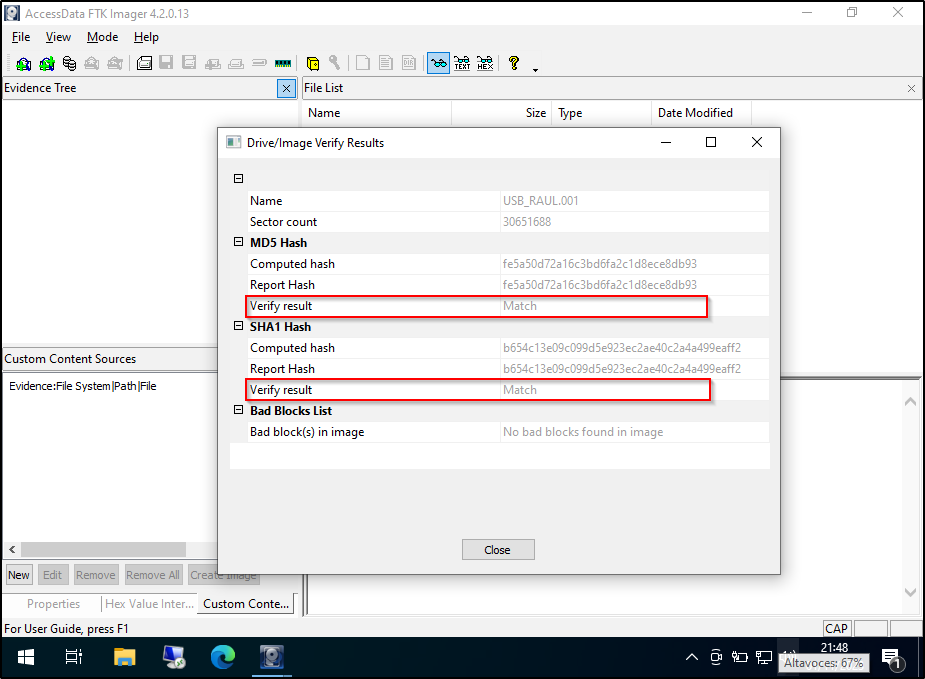 AccessData FTK Imager 4.2.0.13
File View Mode Help
TEXT HEX
Evidence Tree
File List
Name Size Type Date Modified
Drive/Image Verify Results
Name USB_RAUL.001
Sector count 30651688
MD5 Hash
Computed hash fe5a50d72a16c3bd6fa2c1d8ece8db93
Report Hash fe5a50d72a16c3bd6fa2c1d8ece8db93
Verify result Match
SHA1 Hash
Computed hash b654c13e09c099d5e923ec2ae40c2a4a499eaff2
Report Hash b654c13e09c099d5e923ec2ae40c2a4a499eaff2
Verify result Match
Bad Blocks List
Bad block(s) in image No bad blocks found in image
Close
Custom Content Sources
Evidence:File System|Path|File
New Edit Remove Remove All Create Image
Properties Hex Value Inter... Custom Conte...
For User Guide, press F1
CAP
21:48
Altavoces: 67%
1